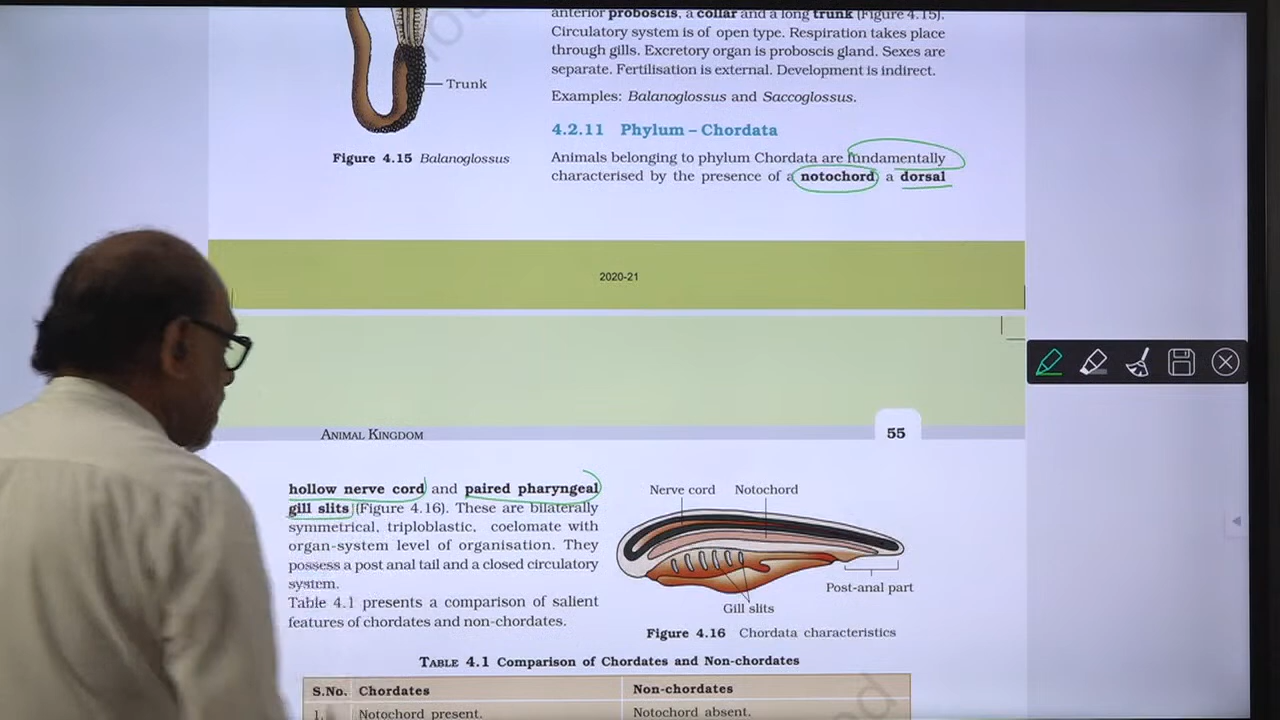 anterior proboscis, a collar and a long trunk (Figure 4.15).
Circulatory system is of open type. Respiration takes place
through gills. Excretory organ is proboscis gland. Sexes are
separate. Fertilisation is external. Development is indirect.
Trunk
Examples: Balanoglossus and Saccoglossus.
4.2.11 Phylum – Chordata
Figure 4.15 Balanoglossus
Animals belonging to phylum Chordata are fundamentally
characterised by the presence of a notochord a dorsal
2020-21
ANIMAL KINGDOM
55
hollow nerve cord and paired pharyngeal
gill slits (Figure 4.16). These are bilaterally
symmetrical, triploblastic, coelomate with
organ-system level of organisation. They
possess a post anal tail and a closed circulatory
system.
Table 4.1 presents a comparison of salient
features of chordates and non-chordates.
Nerve cord Notochord
Post-anal part
Gill slits
Figure 4.16 Chordata characteristics
TABLE 4.1 Comparison of Chordates and Non-chordates
S.No. Chordates Non-chordates
1. Notochord present. Notochord absent.